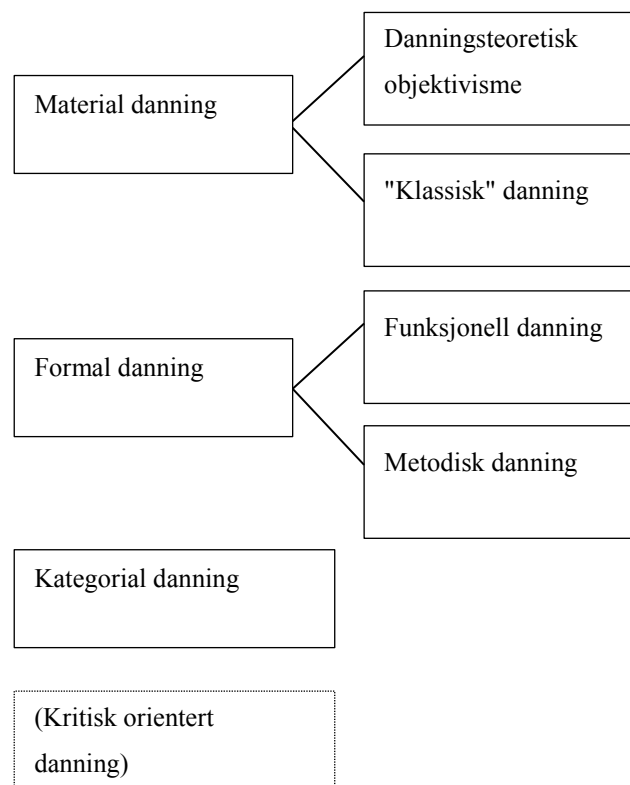 Danningsteoretisk
objektivisme
Material danning
"Klassisk" danning
Funksjonell danning
Formal danning
Metodisk danning
Kategorial danning
(Kritisk orientert
danning)